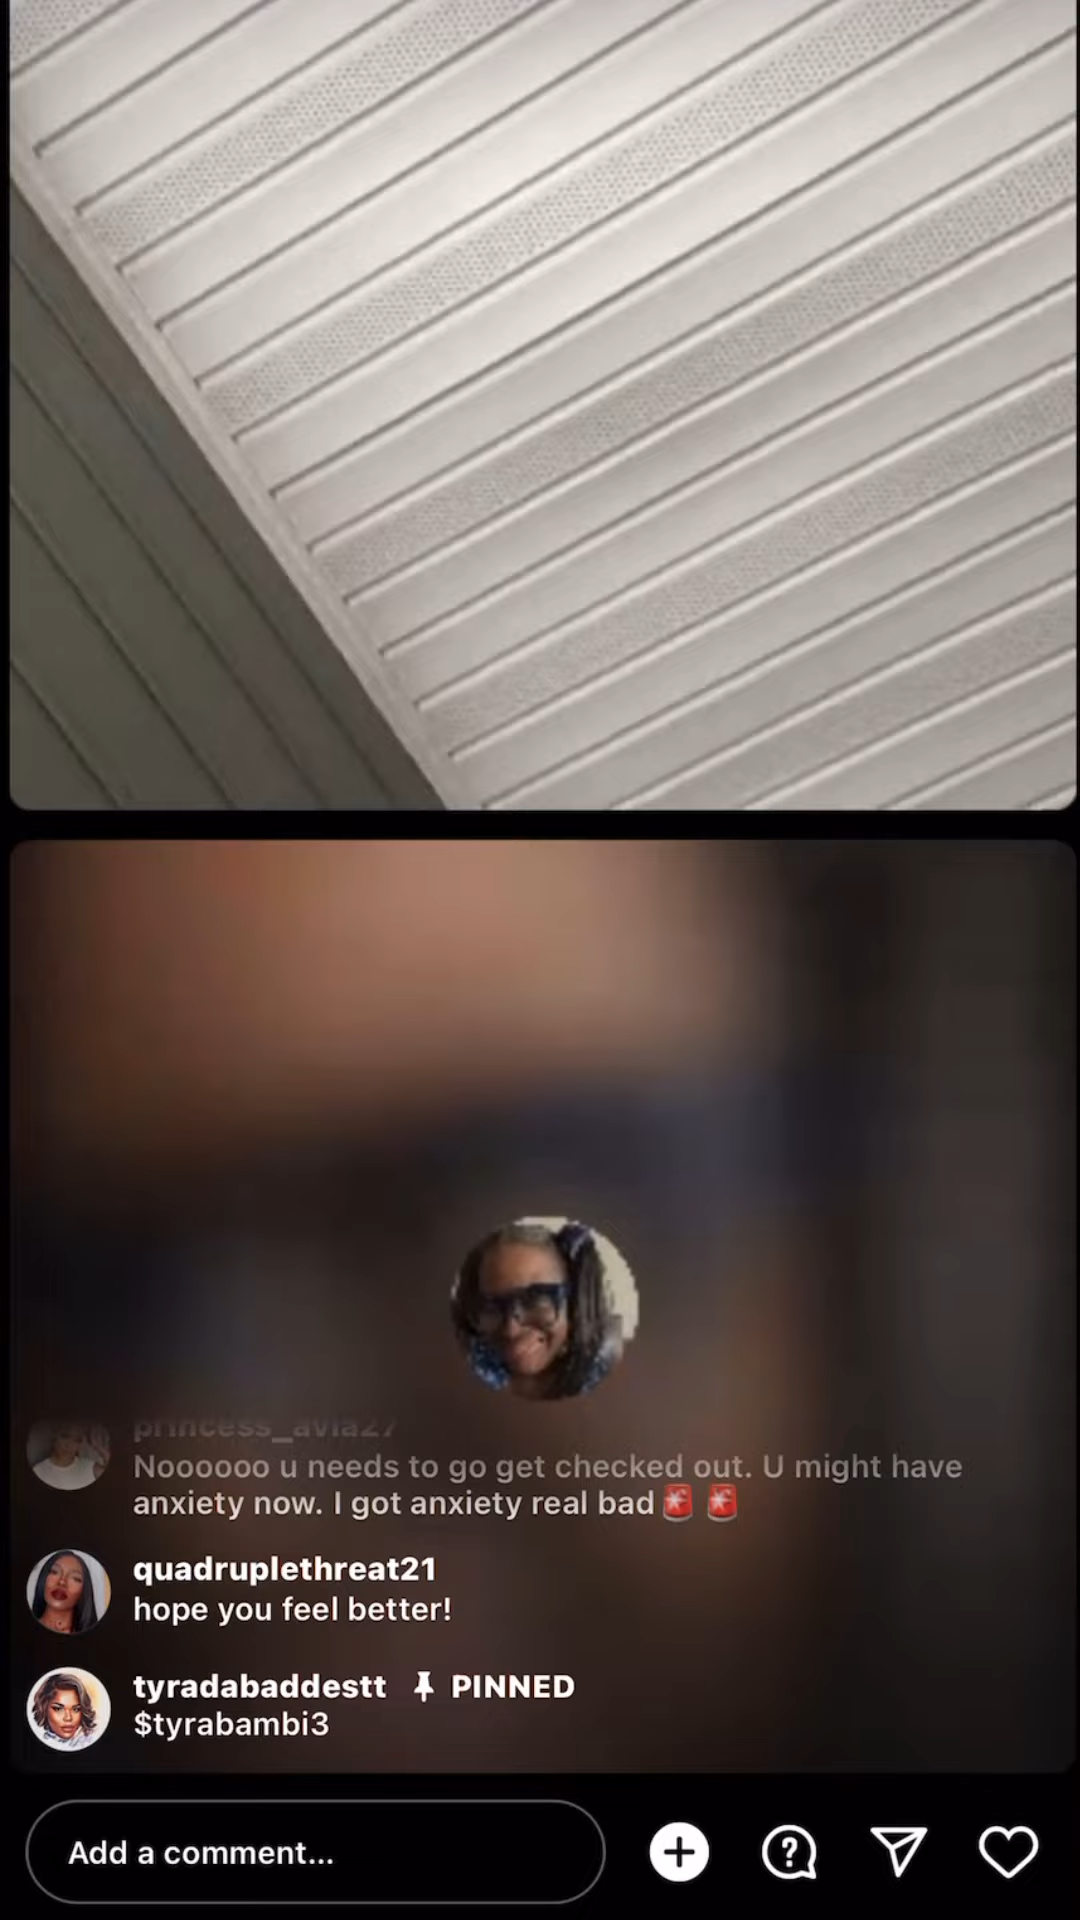 princess_avia27
Noooooo u needs to go get checked out. U might have
anxiety now. I got anxiety real bad🚨 🚨
quadruplethreat21
hope you feel better!
tyradabaddestt 📌 PINNED
$tyrabambi3
Add a comment...